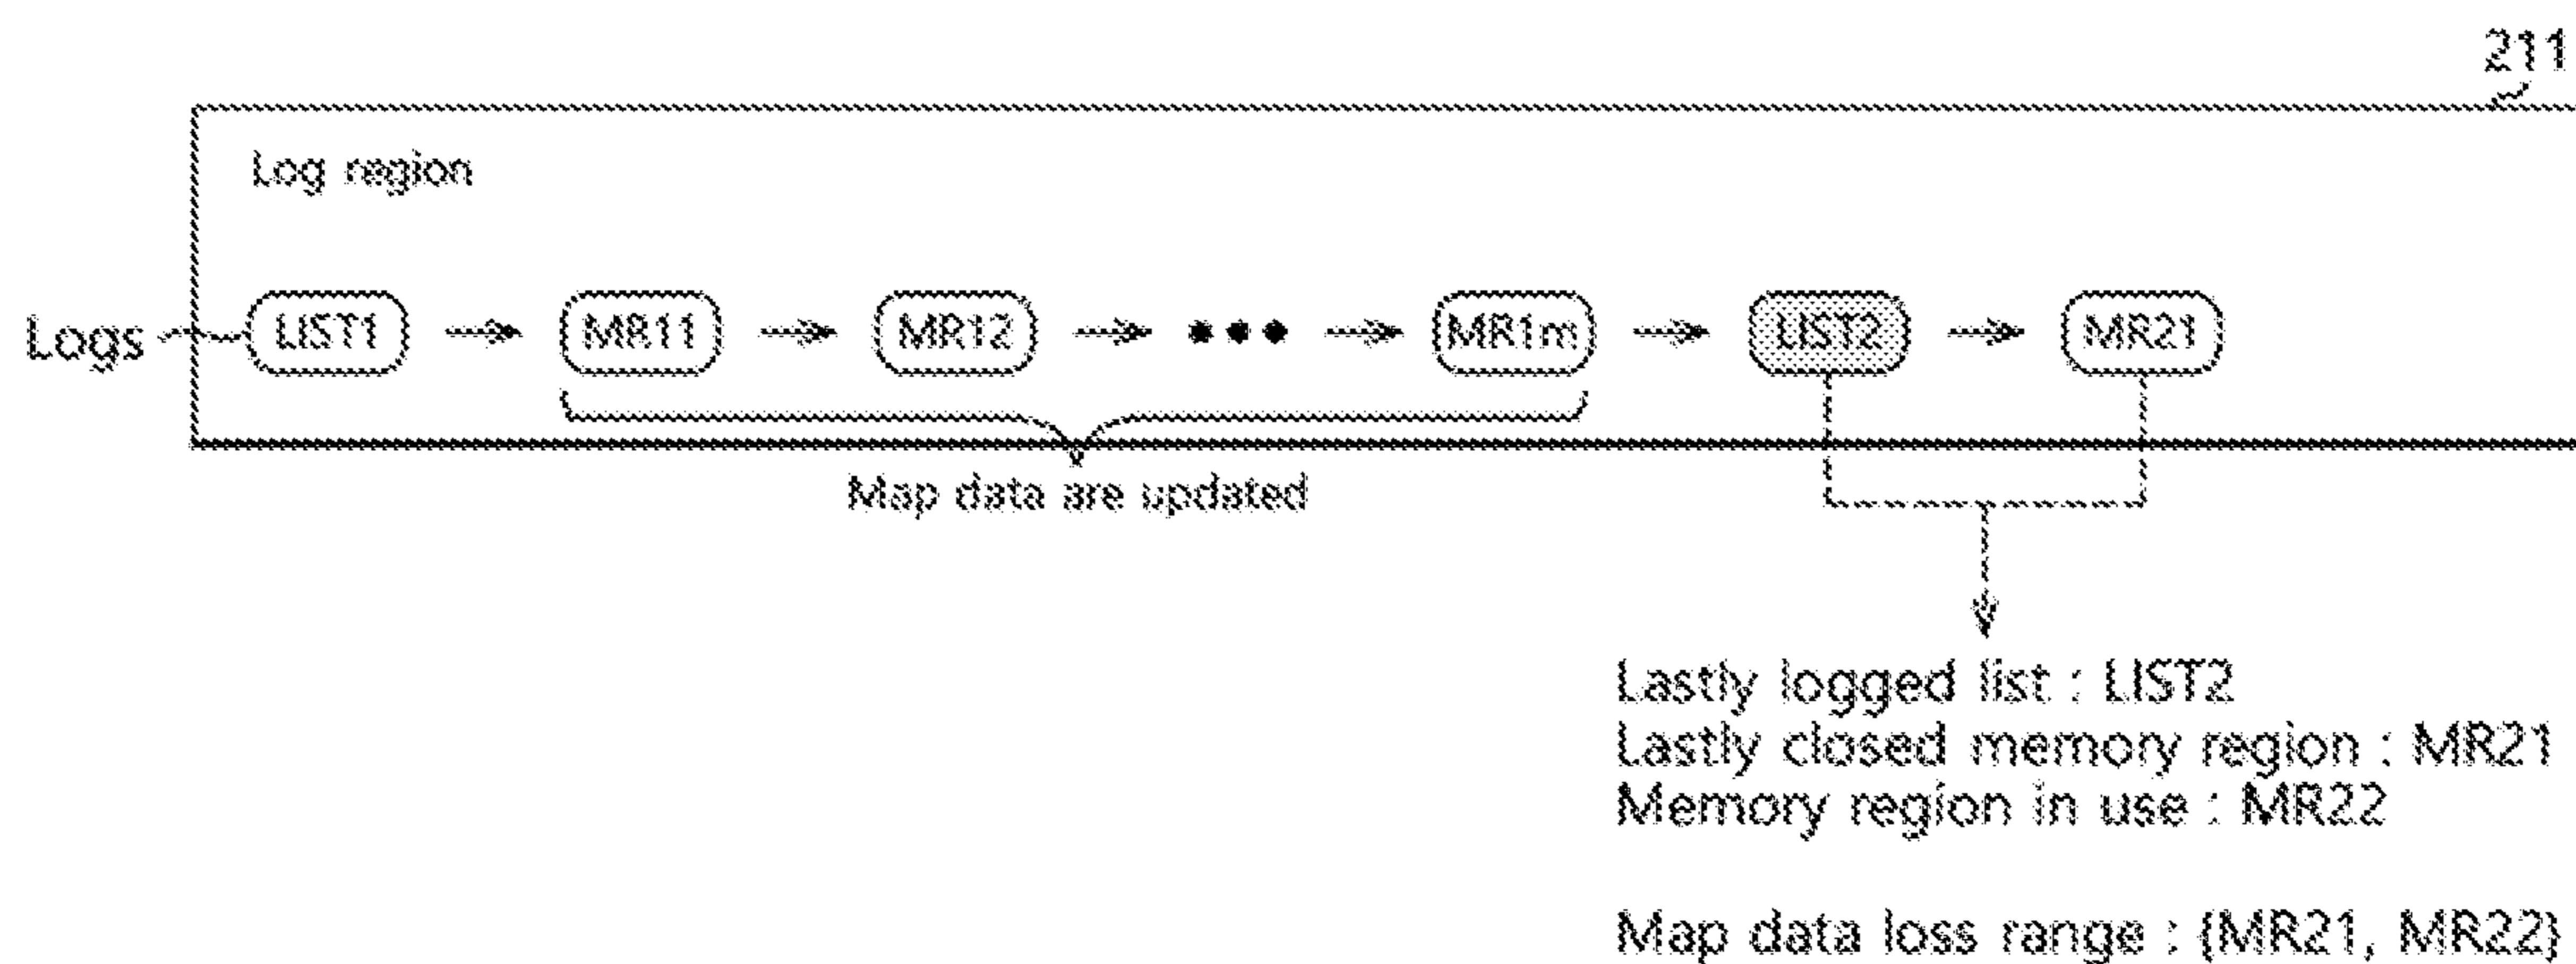 211
Log region
Logs
LIST1
MR11
MR12
MR1m
LIST2
MR21
Map data are updated
Lastly logged list : LIST2
Lastly closed memory region : MR21
Memory region in use : MR22
Map data loss range : {MR21, MR22}